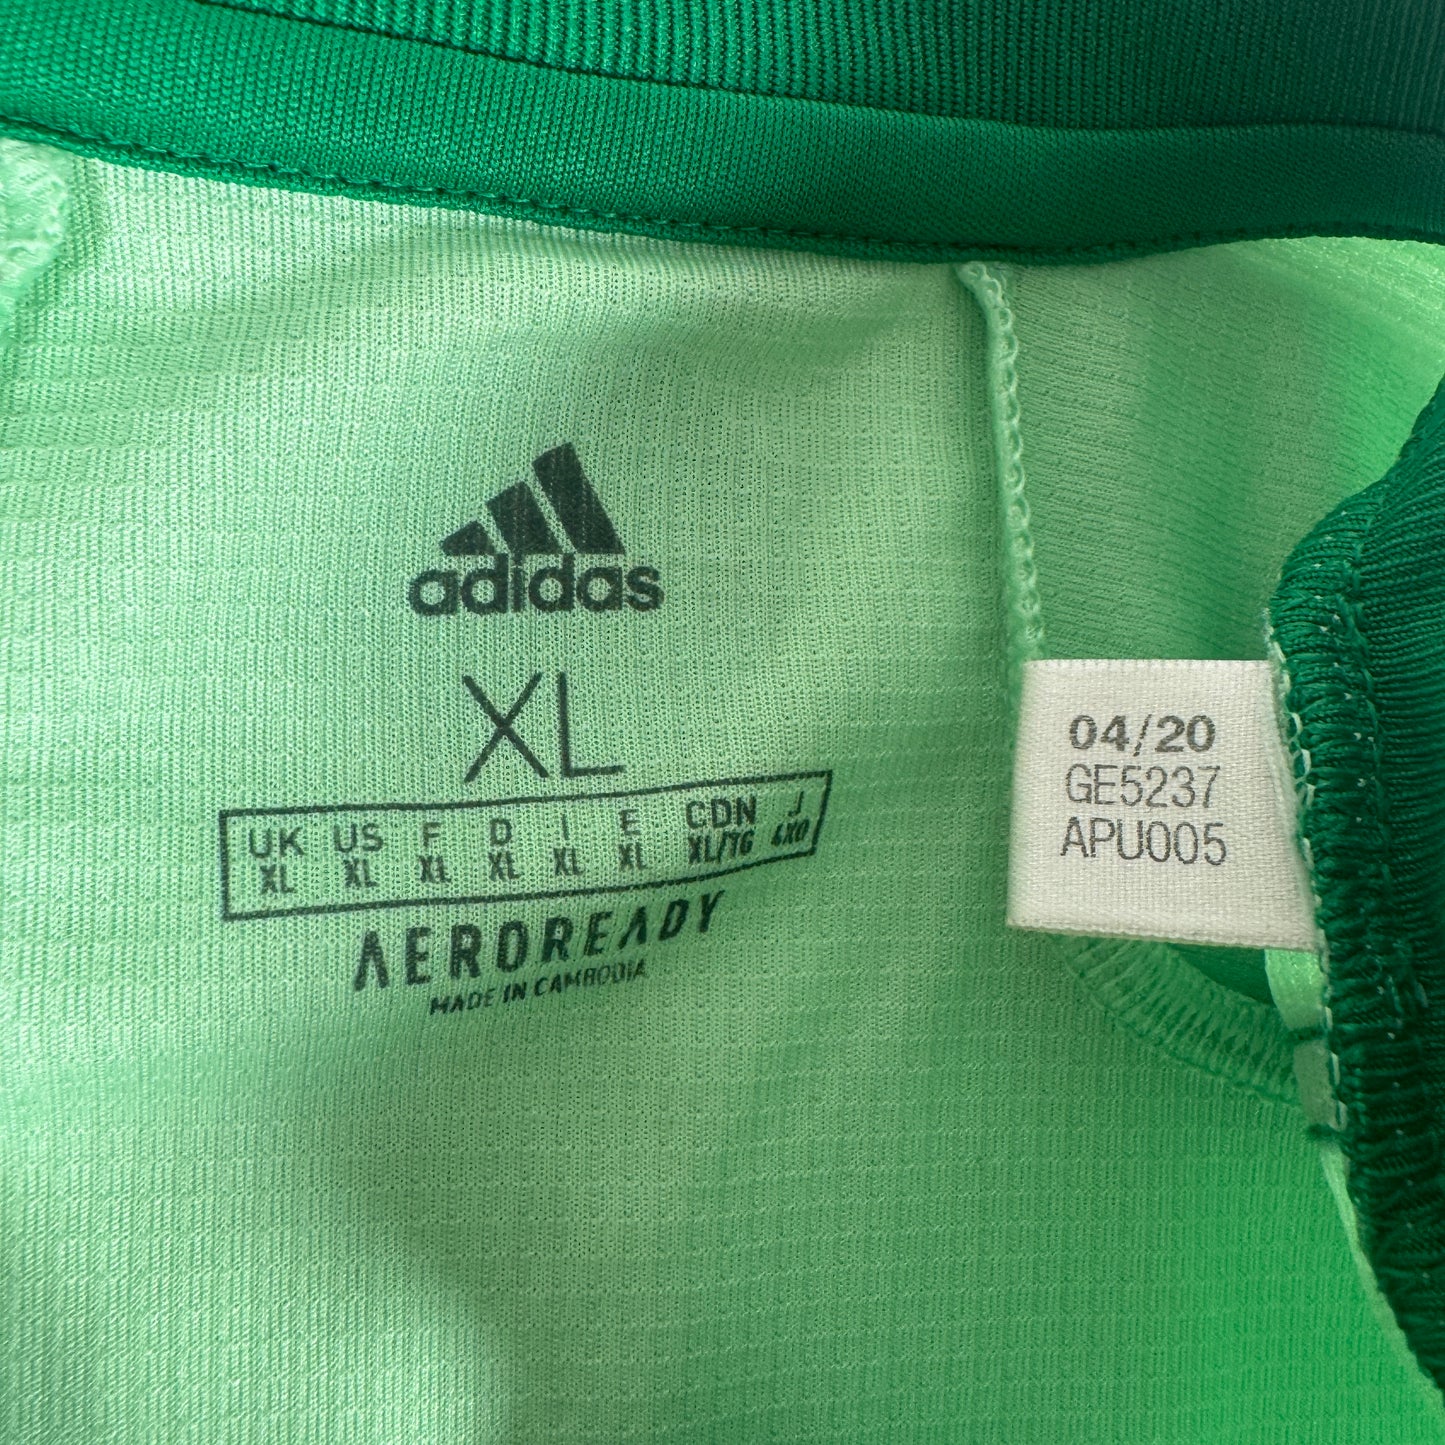 adidas
XL
UK US F D I E CDN J
XL XL XL XL XL XL XL/TG 4XO
AEROREADY
MADE IN CAMBODIA
04/20
GE5237
APU005